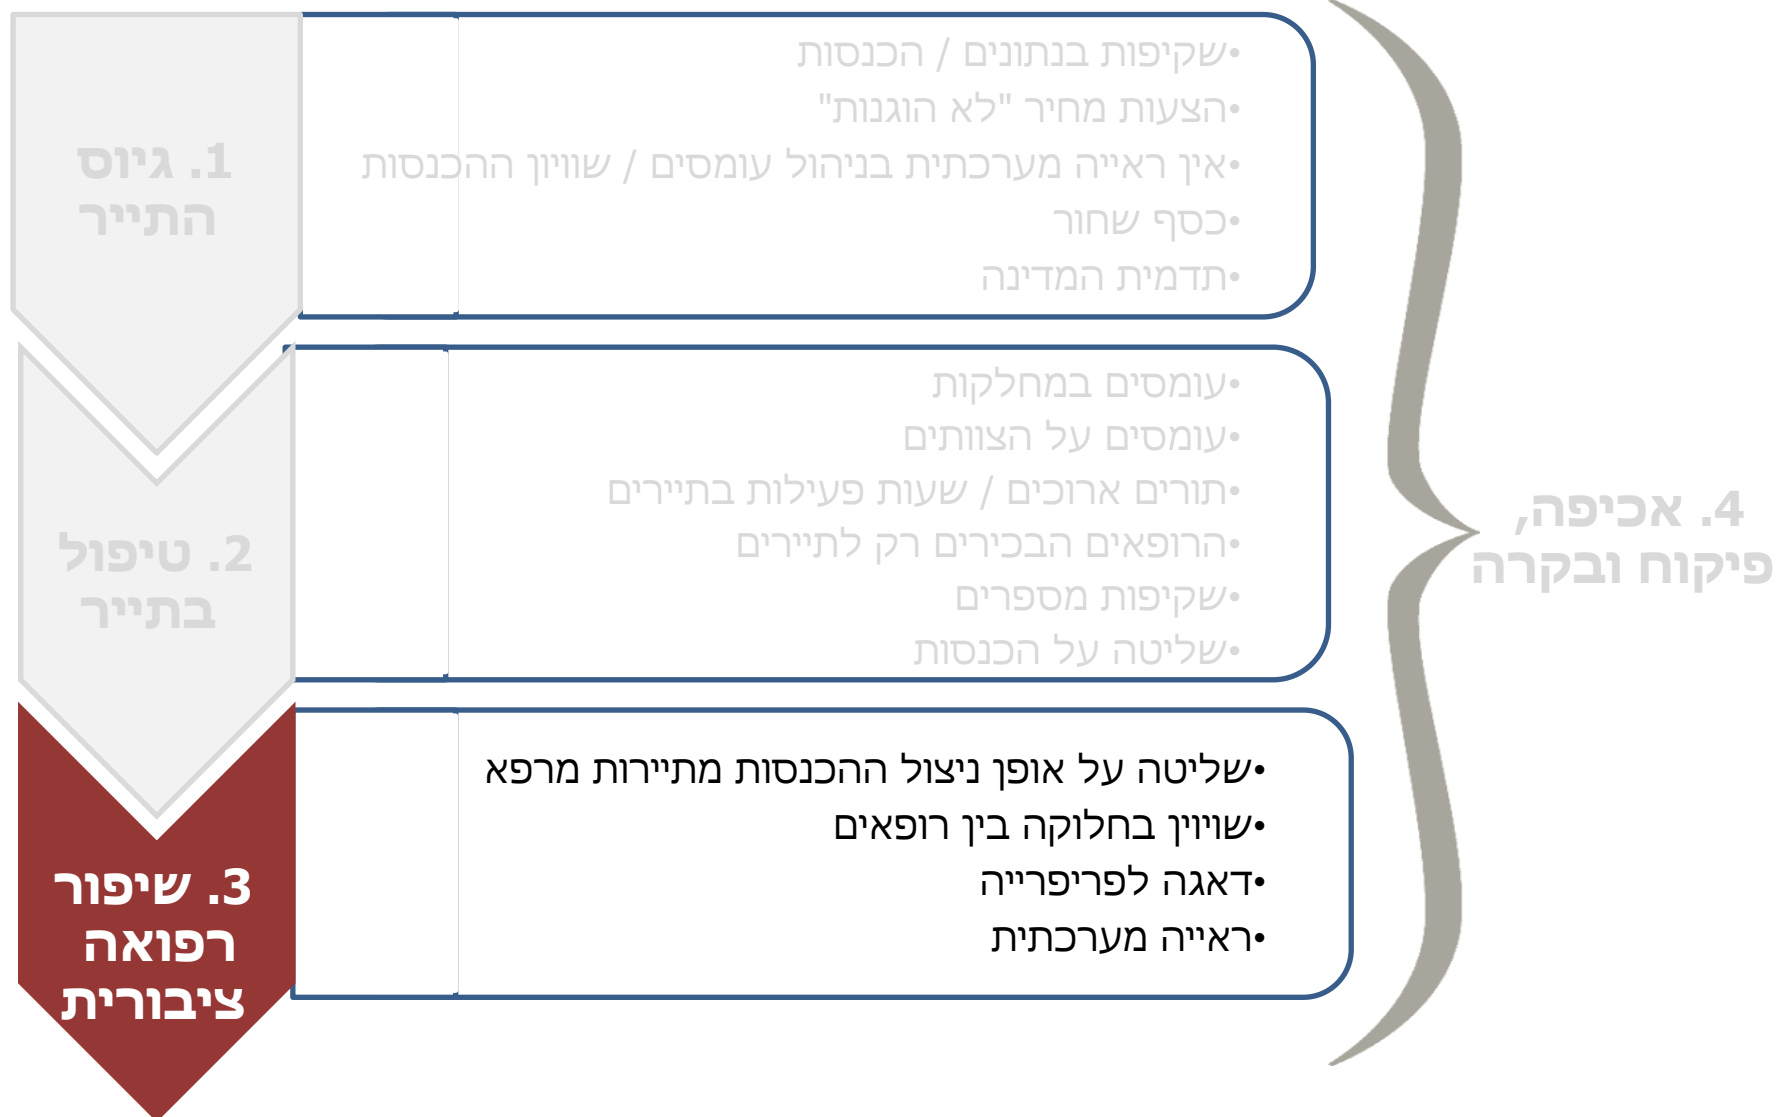 1. גיוס
התייר
•שקיפות בנתונים / הכנסות
•הצעות מחיר "לא הוגנות"
•אין ראייה מערכתית בניהול עומסים / שוויון ההכנסות
•כסף שחור
•תדמית המדינה
2. טיפול
בתייר
•עומסים במחלקות
•עומסים על הצוותים
•תורים ארוכים / שעות פעילות בתיירים
•הרופאים הבכירים רק לתיירים
•שקיפות מספרים
•שליטה על הכנסות
3. שיפור
רפואה
ציבורית
•שליטה על אופן ניצול ההכנסות מתיירות מרפא
•שויוין בחלוקה בין רופאים
•דאגה לפריפרייה
•ראייה מערכתית
4. אכיפה,
פיקוח ובקרה